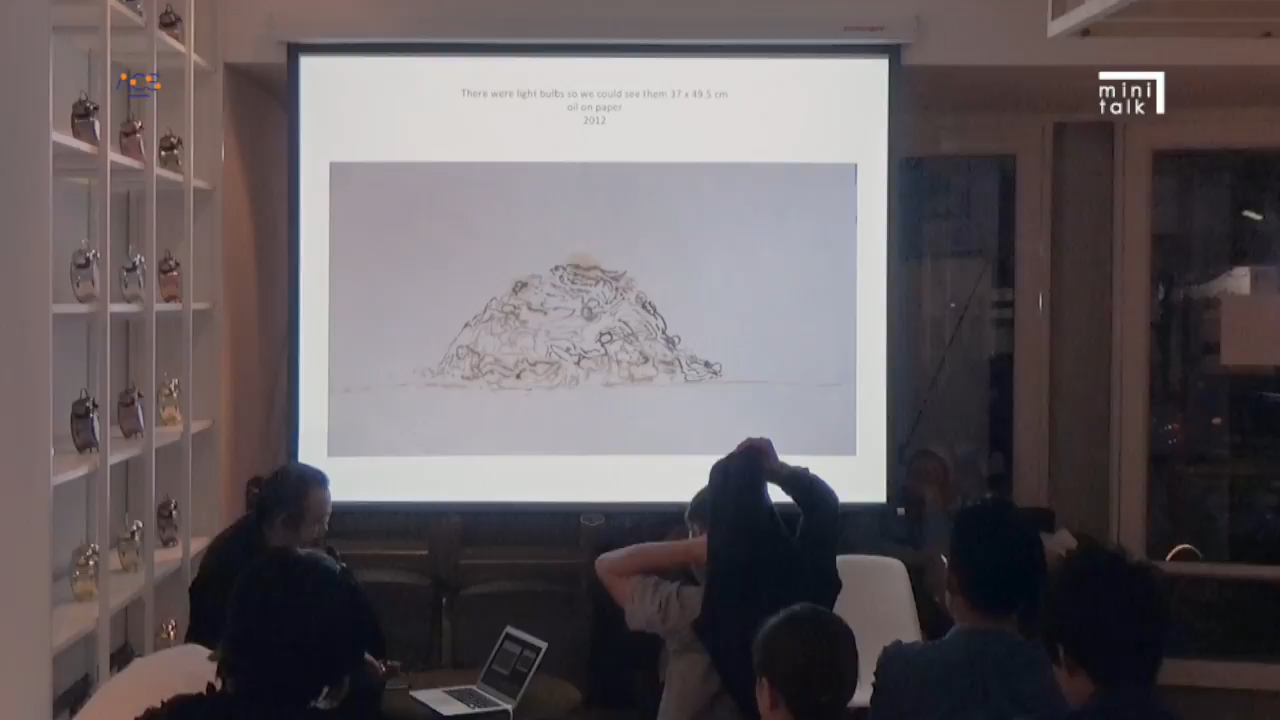 There were light bulbs so we could see them 37 x 49.5 cm
oil on paper
2012
mini
talk